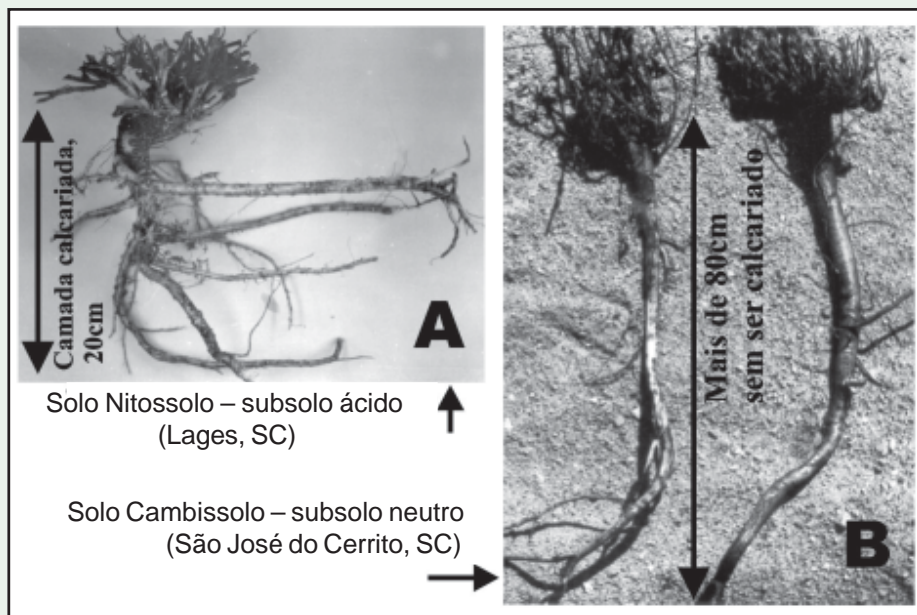 Camada calcariada,
20cm
A
Solo Nitossolo – subsolo ácido
(Lages, SC)
Solo Cambissolo – subsolo neutro
(São José do Cerrito, SC)
Mais de 80cm
sem ser calcariado
B